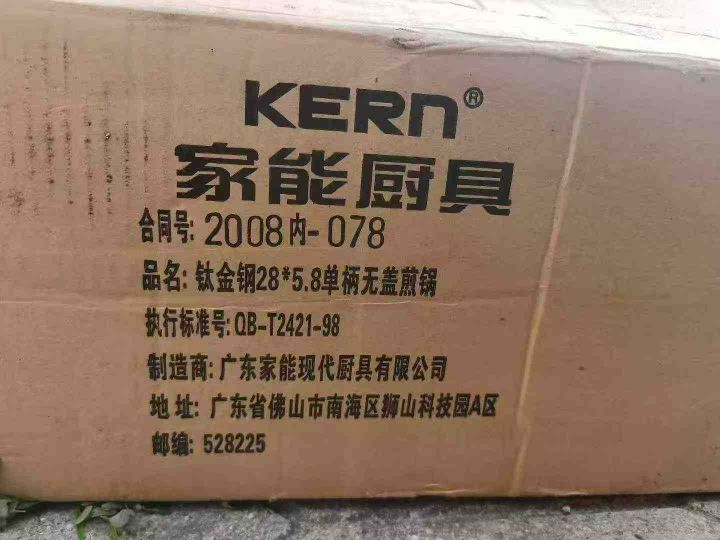 KERN®
家能厨具
合同号: 2008内-078
品名: 钛金钢28*5.8单柄无盖煎锅
执行标准号: QB-T2421-98
制造商: 广东家能现代厨具有限公司
地址: 广东省佛山市南海区狮山科技园A区
邮编: 528225